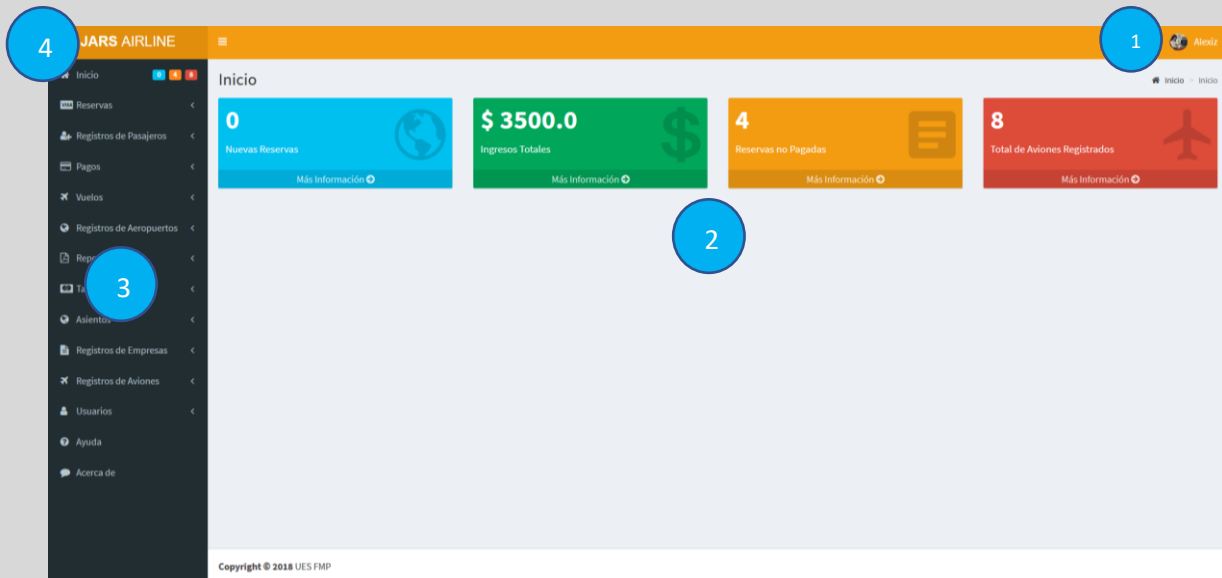 4
JARS AIRLINE
1
Alexiz
Inicio
0 4 8
Reservas
Registros de Pasajeros
Pagos
Vuelos
Registros de Aeropuertos
3
Asientos
Registros de Empresas
Registros de Aviones
Usuarios
Ayuda
Acerca de
Inicio
Inicio > Inicio
0
Nuevas Reservas
Más Información
$ 3500.0
Ingresos Totales
Más Información
4
Reservas no Pagadas
Más Información
8
Total de Aviones Registrados
Más Información
2
Copyright © 2018 UES FMP